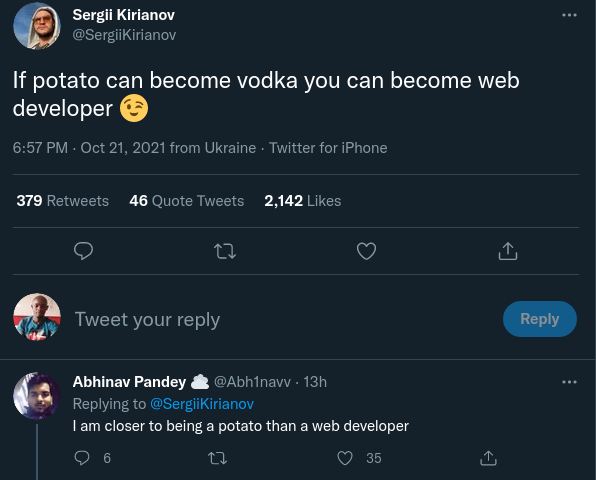 Sergii Kirianov
@SergiiKirianov
If potato can become vodka you can become web
developer 😉
6:57 PM · Oct 21, 2021 from Ukraine · Twitter for iPhone
379 Retweets 46 Quote Tweets 2,142 Likes
Tweet your reply
Reply
Abhinav Pandey ☁️ @Abh1navv · 13h
Replying to @SergiiKirianov
I am closer to being a potato than a web developer
6 35